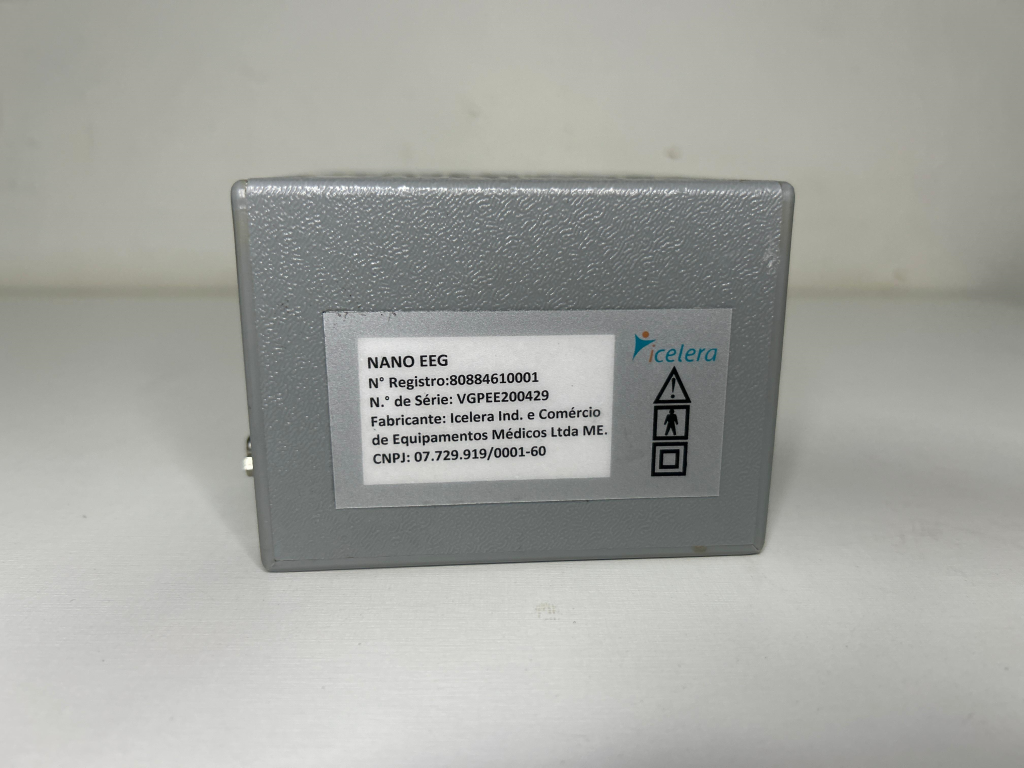 NANO EEG
N° Registro:80884610001
N.° de Série: VGPEE200429
Fabricante: Icelera Ind. e Comércio
de Equipamentos Médicos Ltda ME.
CNPJ: 07.729.919/0001-60
icelera